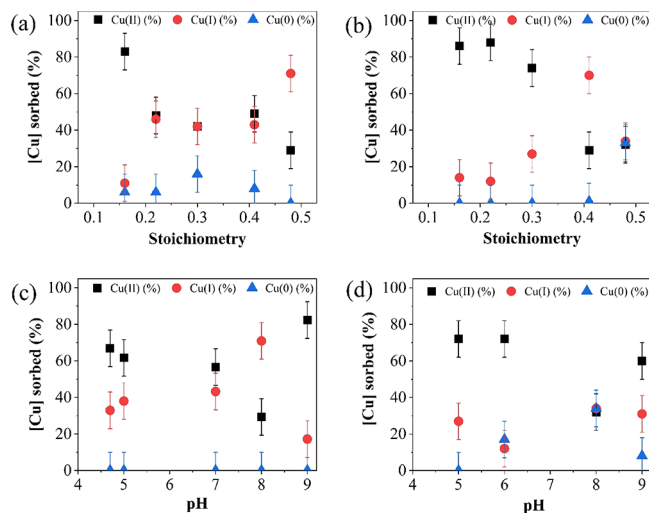 (a)
Cu(II) (%) Cu(I) (%) Cu(0) (%)
[Cu] sorbed (%)
100
80
60
40
20
0
0.1 0.2 0.3 0.4 0.5
Stoichiometry
(b)
Cu(II) (%) Cu(I) (%) Cu(0) (%)
[Cu] sorbed (%)
100
80
60
40
20
0
0.1 0.2 0.3 0.4 0.5
Stoichiometry
(c)
Cu(II) (%) Cu(I) (%) Cu(0) (%)
[Cu] sorbed (%)
100
80
60
40
20
0
4 5 6 7 8 9
pH
(d)
Cu(II) (%) Cu(I) (%) Cu(0) (%)
[Cu] sorbed (%)
100
80
60
40
20
0
4 5 6 7 8 9
pH